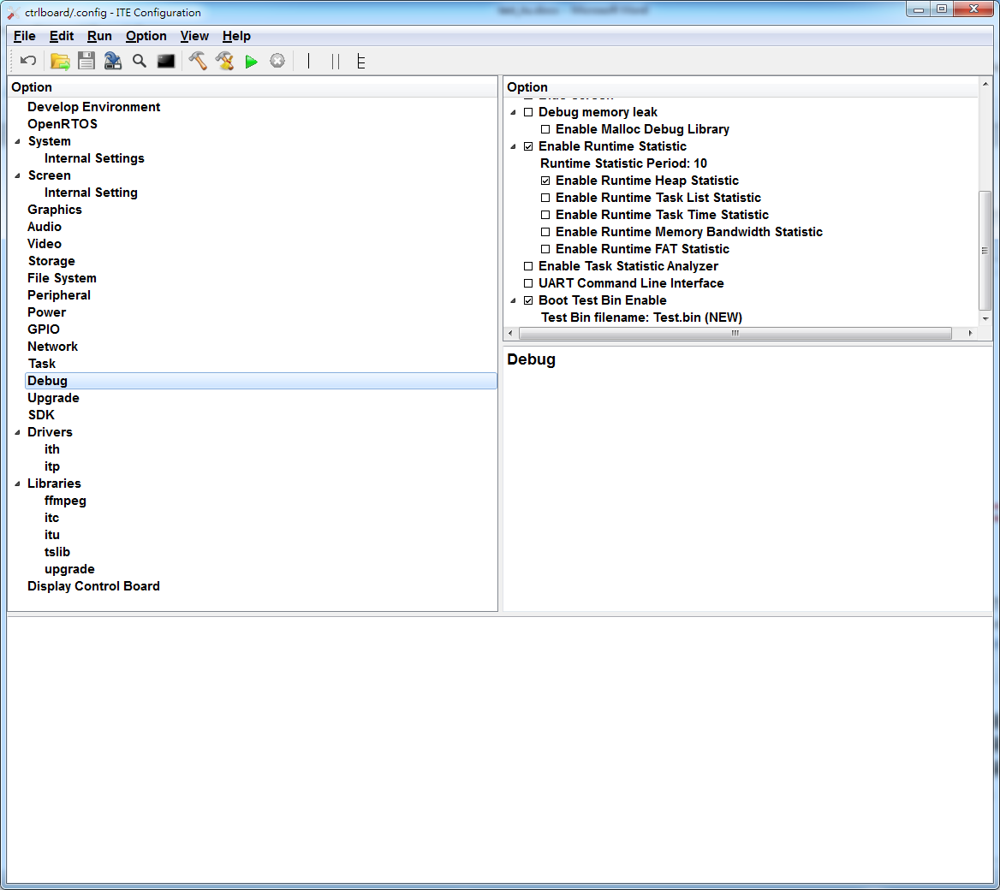 ctrlboard/.config - ITE Configuration
File Edit Run Option View Help
Option
Develop Environment
OpenRTOS
System
Internal Settings
Screen
Internal Setting
Graphics
Audio
Video
Storage
File System
Peripheral
Power
GPIO
Network
Task
Debug
Upgrade
SDK
Drivers
ith
itp
Libraries
ffmpeg
itc
itu
tslib
upgrade
Display Control Board
Option
Debug memory leak
Enable Malloc Debug Library
Enable Runtime Statistic
Runtime Statistic Period: 10
Enable Runtime Heap Statistic
Enable Runtime Task List Statistic
Enable Runtime Task Time Statistic
Enable Runtime Memory Bandwidth Statistic
Enable Runtime FAT Statistic
Enable Task Statistic Analyzer
UART Command Line Interface
Boot Test Bin Enable
Test Bin filename: Test.bin (NEW)
Debug